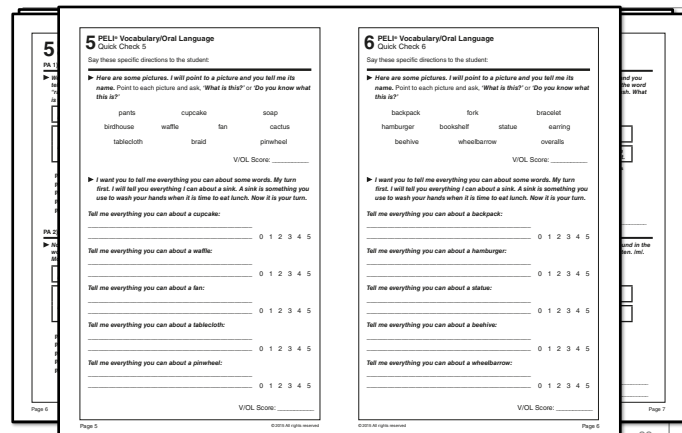 5 PELI® Vocabulary/Oral Language
Quick Check 5
Say these specific directions to the student:
► Here are some pictures. I will point to a picture and you tell me its
name. Point to each picture and ask, 'What is this?' or 'Do you know what
this is?'
pants cupcake soap
birdhouse waffle fan cactus
tablecloth braid pinwheel
V/OL Score: __________
► I want you to tell me everything you can about some words. My turn
first. I will tell you everything I can about a sink. A sink is something you
use to wash your hands when it is time to eat lunch. Now it is your turn.
Tell me everything you can about a cupcake:
0 1 2 3 4 5
Tell me everything you can about a waffle:
0 1 2 3 4 5
Tell me everything you can about a fan:
0 1 2 3 4 5
Tell me everything you can about a tablecloth:
0 1 2 3 4 5
Tell me everything you can about a pinwheel:
0 1 2 3 4 5
V/OL Score: __________
Page 5 © 2015 All rights reserved
6 PELI® Vocabulary/Oral Language
Quick Check 6
Say these specific directions to the student:
► Here are some pictures. I will point to a picture and you tell me its
name. Point to each picture and ask, 'What is this?' or 'Do you know what
this is?'
backpack fork bracelet
hamburger bookshelf statue earring
beehive wheelbarrow overalls
V/OL Score: __________
► I want you to tell me everything you can about some words. My turn
first. I will tell you everything I can about a sink. A sink is something you
use to wash your hands when it is time to eat lunch. Now it is your turn.
Tell me everything you can about a backpack:
0 1 2 3 4 5
Tell me everything you can about a hamburger:
0 1 2 3 4 5
Tell me everything you can about a statue:
0 1 2 3 4 5
Tell me everything you can about a beehive:
0 1 2 3 4 5
Tell me everything you can about a wheelbarrow:
0 1 2 3 4 5
V/OL Score: __________
© 2015 All rights reserved Page 6
5
PA 1)
PA 2)
Page 6
nd you
the word
sh. What
und in the
Page 7